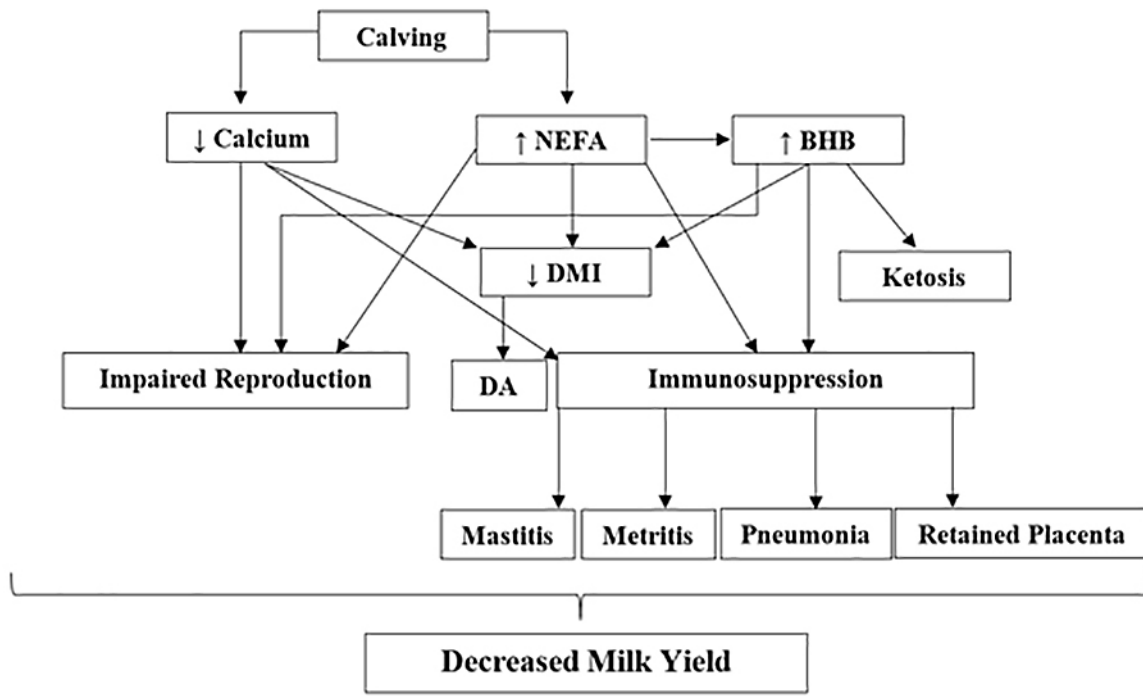 Calving
↓ Calcium
↑ NEFA
↑ BHB
↓ DMI
Ketosis
Impaired Reproduction
DA
Immunosuppression
Mastitis
Metritis
Pneumonia
Retained Placenta
Decreased Milk Yield